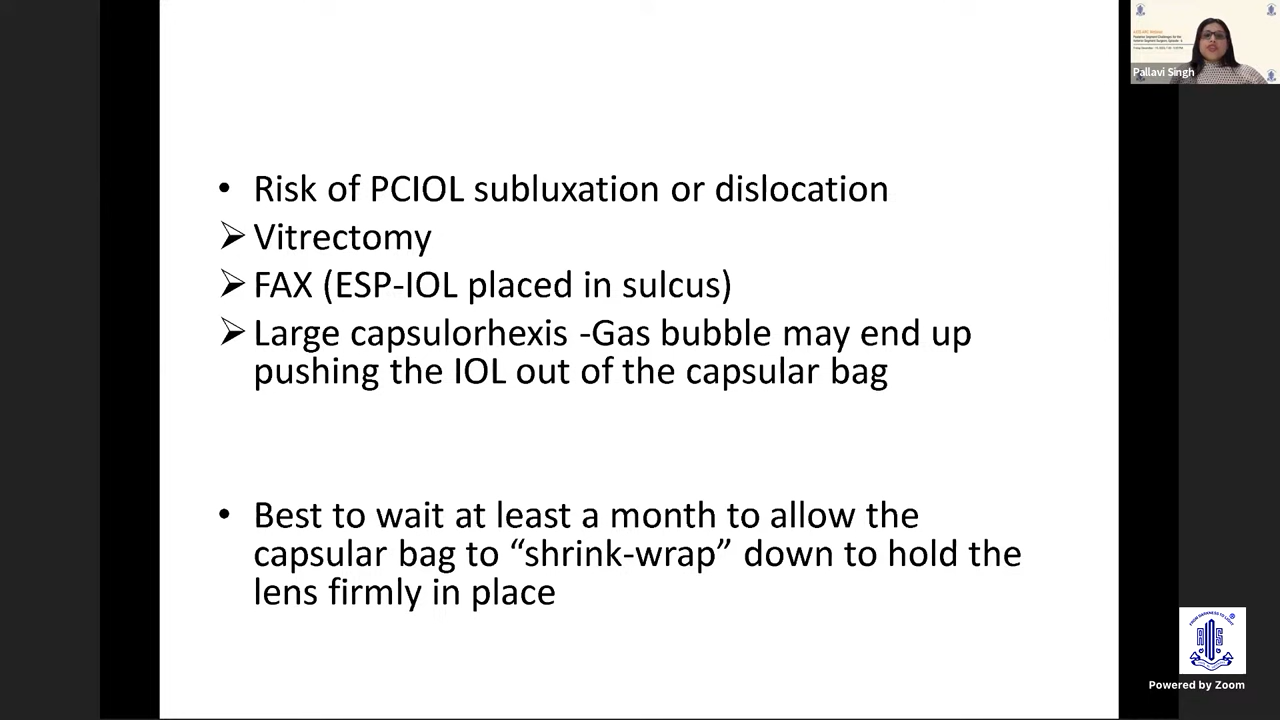 • Risk of PCIOL subluxation or dislocation
➢ Vitrectomy
➢ FAX (ESP-IOL placed in sulcus)
➢ Large capsulorhexis -Gas bubble may end up
pushing the IOL out of the capsular bag
• Best to wait at least a month to allow the
capsular bag to “shrink-wrap” down to hold the
lens firmly in place
Pallavi Singh
Powered by Zoom